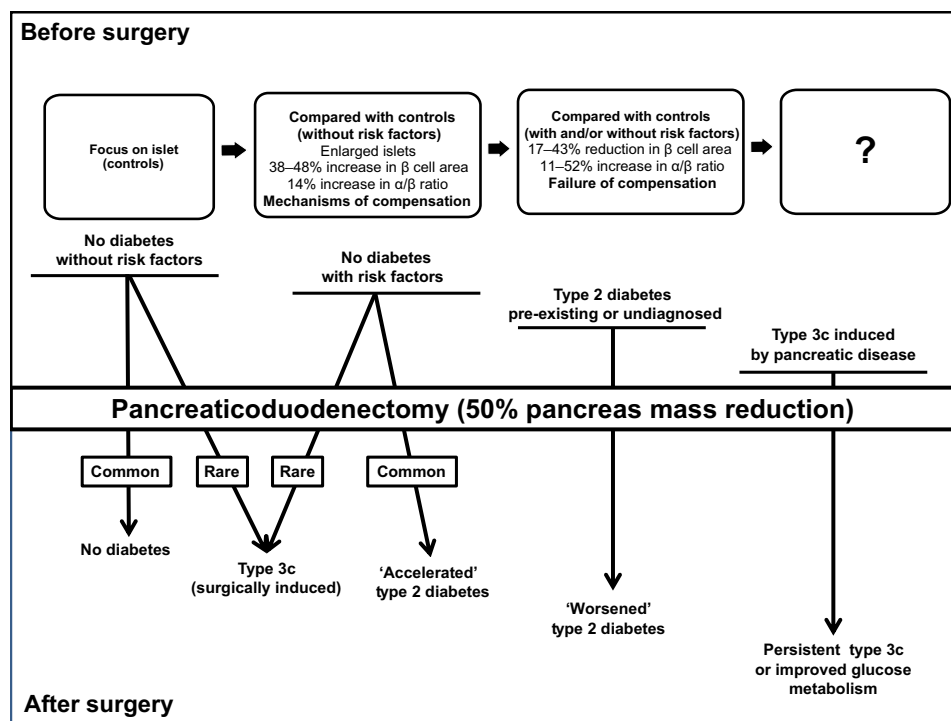 Before surgery
Focus on islet
(controls)
Compared with controls
(without risk factors)
Enlarged islets
38–48% increase in β cell area
14% increase in α/β ratio
Mechanisms of compensation
Compared with controls
(with and/or without risk factors)
17–43% reduction in β cell area
11–52% increase in α/β ratio
Failure of compensation
?
No diabetes
without risk factors
No diabetes
with risk factors
Type 2 diabetes
pre-existing or undiagnosed
Type 3c induced
by pancreatic disease
Pancreaticoduodenectomy (50% pancreas mass reduction)
Common
Rare
Rare
Common
No diabetes
Type 3c
(surgically induced)
‘Accelerated’
type 2 diabetes
‘Worsened’
type 2 diabetes
Persistent type 3c
or improved glucose
metabolism
After surgery